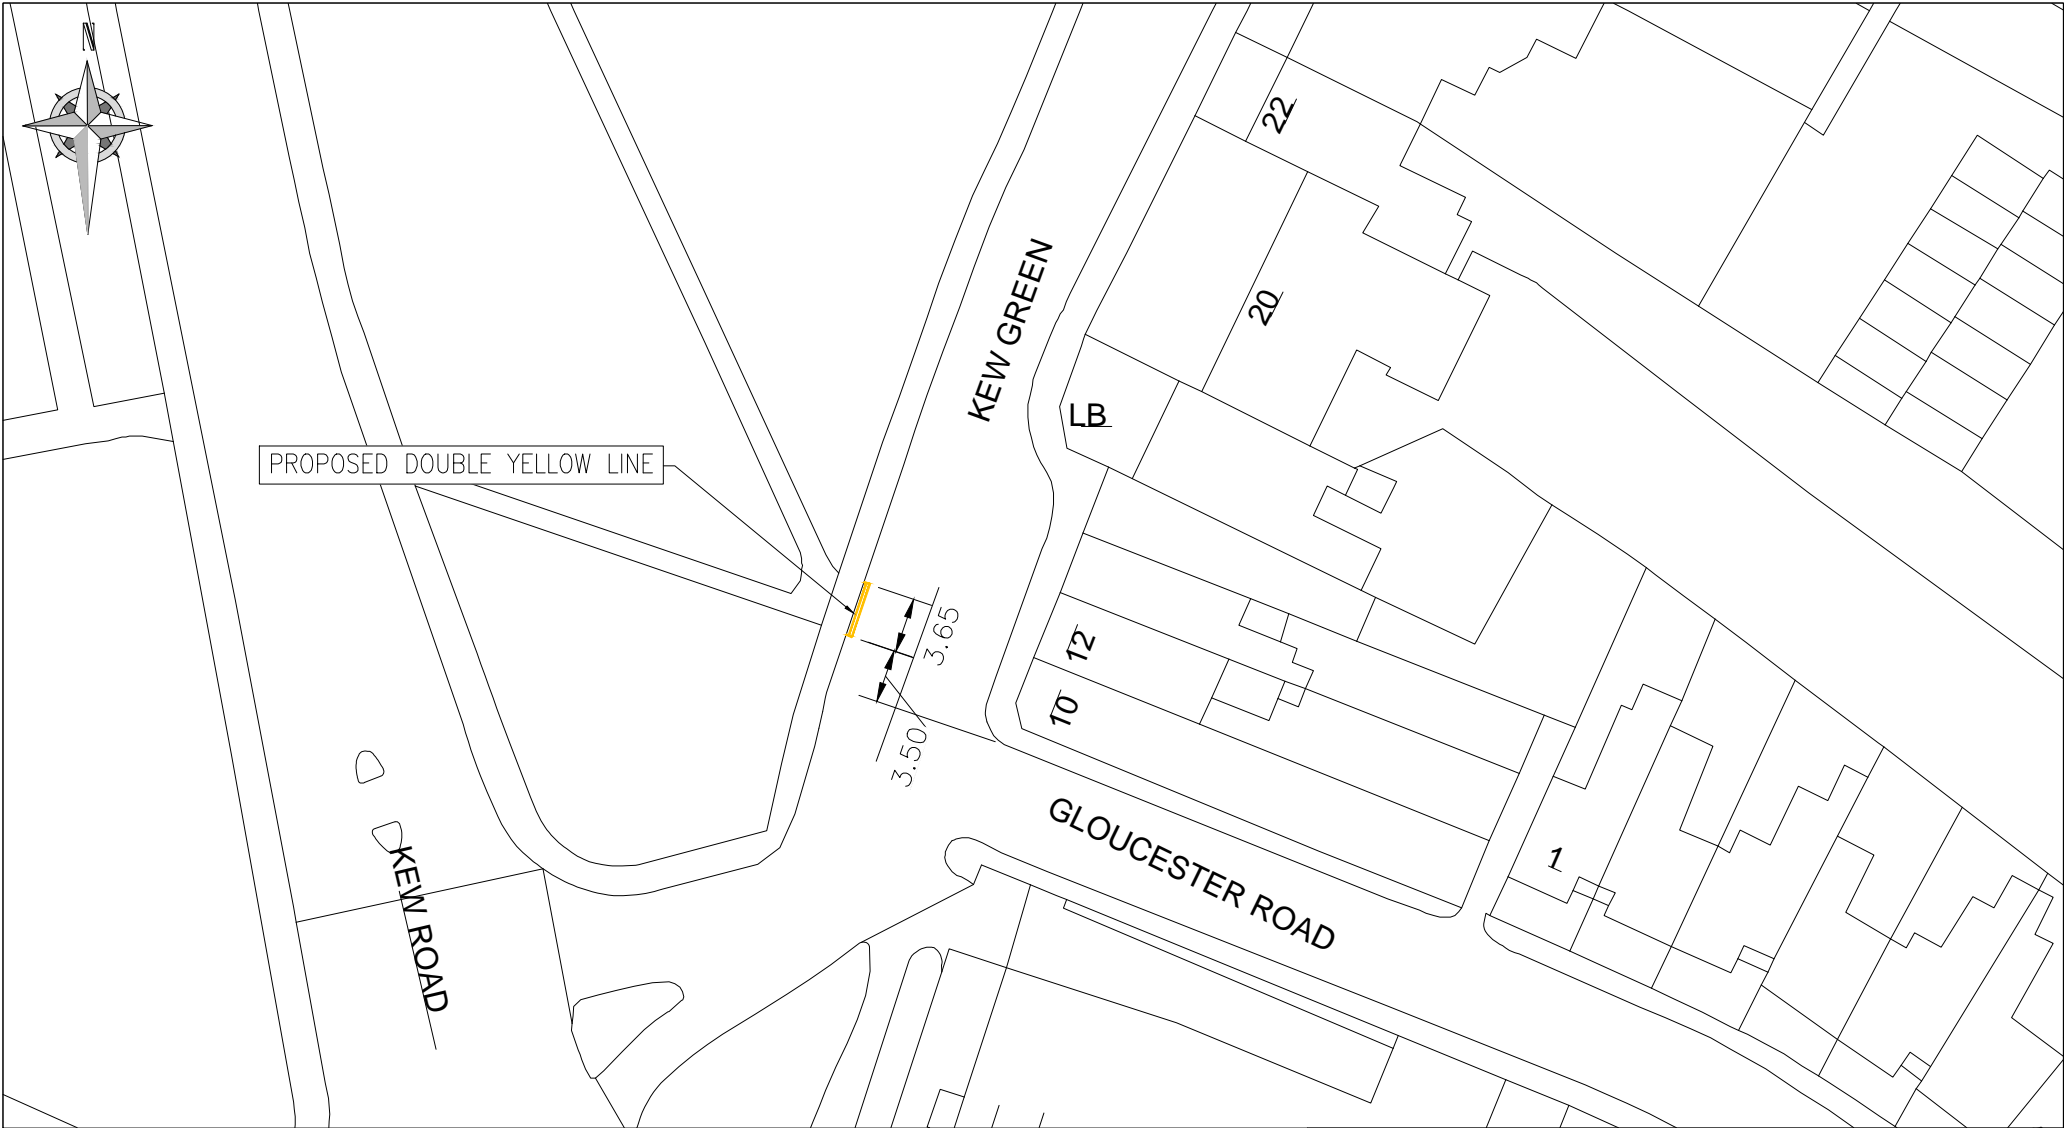 N
22
KEW GREEN
20
LB
PROPOSED DOUBLE YELLOW LINE
3.65
12
10
3.50
GLOUCESTER ROAD
1
KEW ROAD